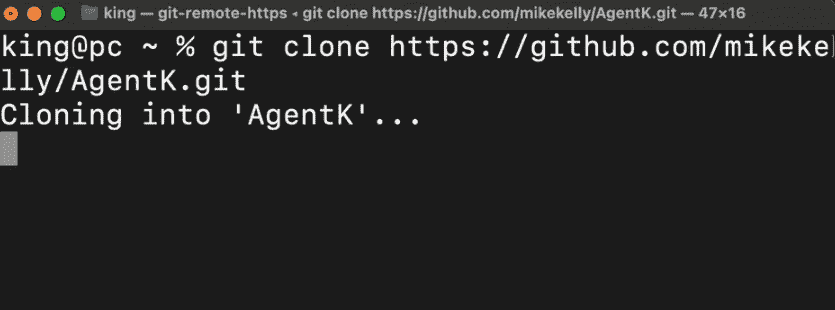 king — git-remote-https ◂ git clone https://github.com/mikekelly/AgentK.git — 47×16
king@pc ~ % git clone https://github.com/mikeke
lly/AgentK.git
Cloning into 'AgentK'...